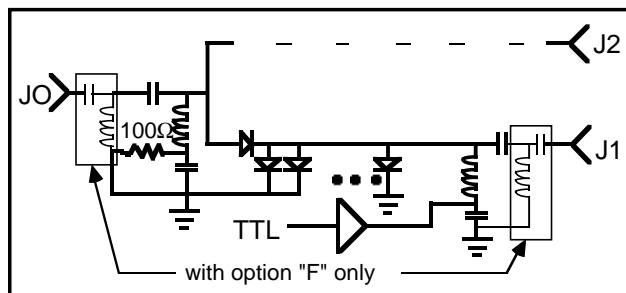 J2
JO
100Ω
J1
TTL
with option "F" only